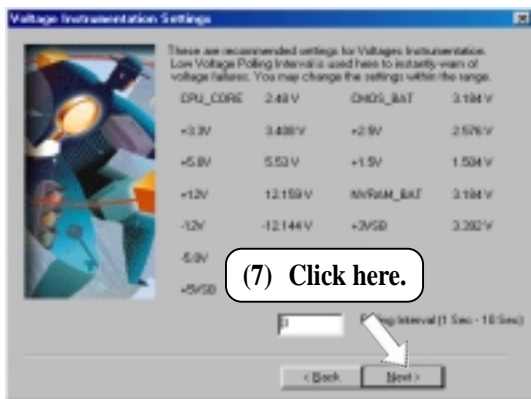 Voltage Instrumentation Settings
These are recommended settings for Voltages Instrumentation.
Low Voltage Polling Interval is used here to instantly warn of
voltage failures. You may change the settings within the range.
CPU_CORE 2.48 V CMOS_BAT 3.184 V
+3.3V 3.408 V +2.5V 2.576 V
+5.0V 5.53 V +1.5V 1.504 V
+12V 12.159 V NVRAM_BAT 3.184 V
-12V -12.144 V +3VSB 3.392 V
-5.0V
(7) Click here.
+5VSB
Polling Interval (1 Sec - 10 Sec)
< Back Next >